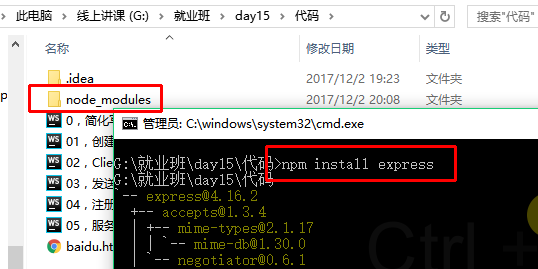 此电脑 > 线上讲课 (G:) > 就业班 > day15 > 代码
搜索"代码"
名称 修改日期 类型
.idea 2017/12/2 19:23 文件夹
node_modules 2017/12/2 20:08 文件夹
0，简化写
01，创建
02，Clie
03，发送
04，注册
05，服务
baidu.ht
管理员: C:\windows\system32\cmd.exe
G:\就业班\day15\代码>npm install express
G:\就业班\day15\代码
`-- express@4.16.2
+-- accepts@1.3.4
| +-- mime-types@2.1.17
| | `-- mime-db@1.30.0
| `-- negotiator@0.6.1
Ctrl +